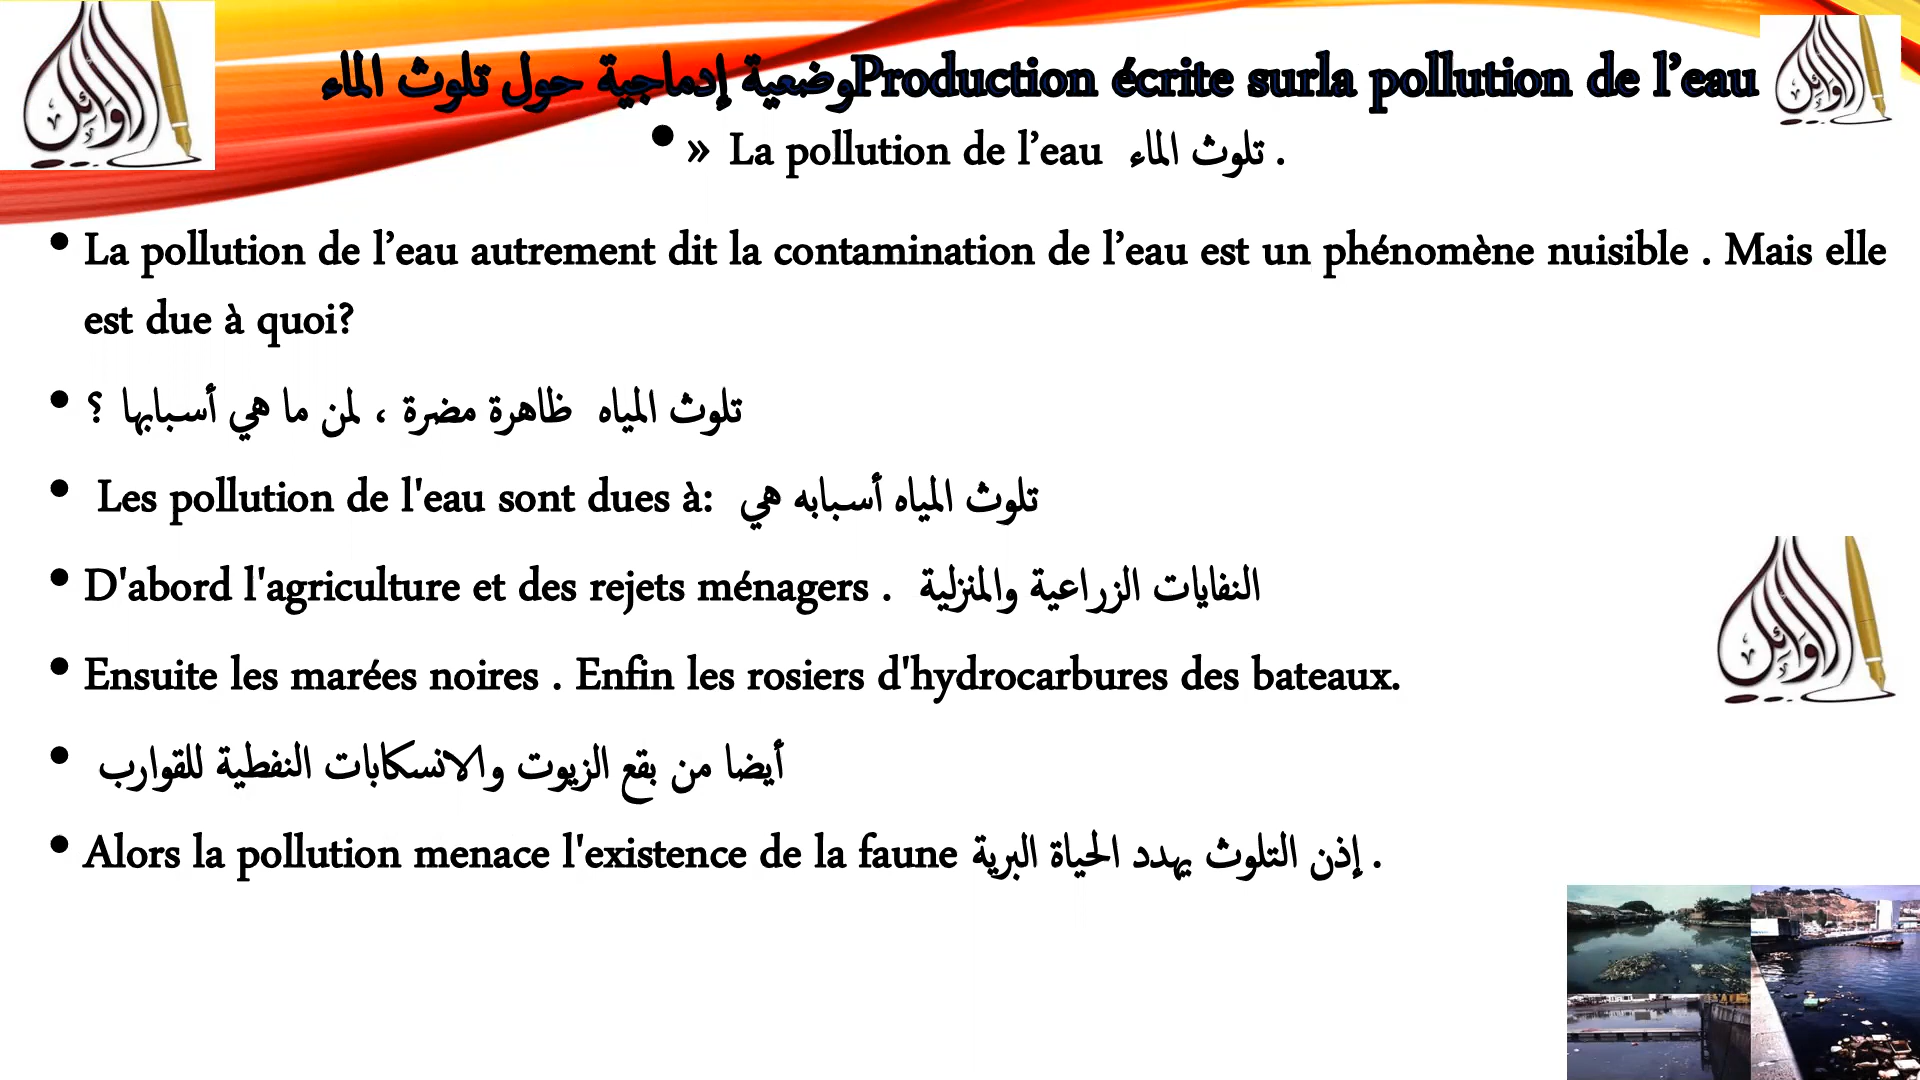 وضعية إدماجية حول تلوث الماء Production écrite surla pollution de l’eau
• » La pollution de l’eau تلوث الماء .
• La pollution de l’eau autrement dit la contamination de l’eau est un phénomène nuisible . Mais elle
est due à quoi?
• تلوث المياه ظاهرة مضرة ، لمن ما هي أسبابها ؟
• Les pollution de l'eau sont dues à: تلوث المياه أسبابه هي
• D'abord l'agriculture et des rejets ménagers . النفايات الزراعية والمنزلية
• Ensuite les marées noires . Enfin les rosiers d'hydrocarbures des bateaux.
• أيضا من بقع الزيوت والانسكابات النفطية للقوارب
• Alors la pollution menace l'existence de la faune إذن التلوث يهدد الحياة البرية .
الأوائل
الأوائل
الأوائل